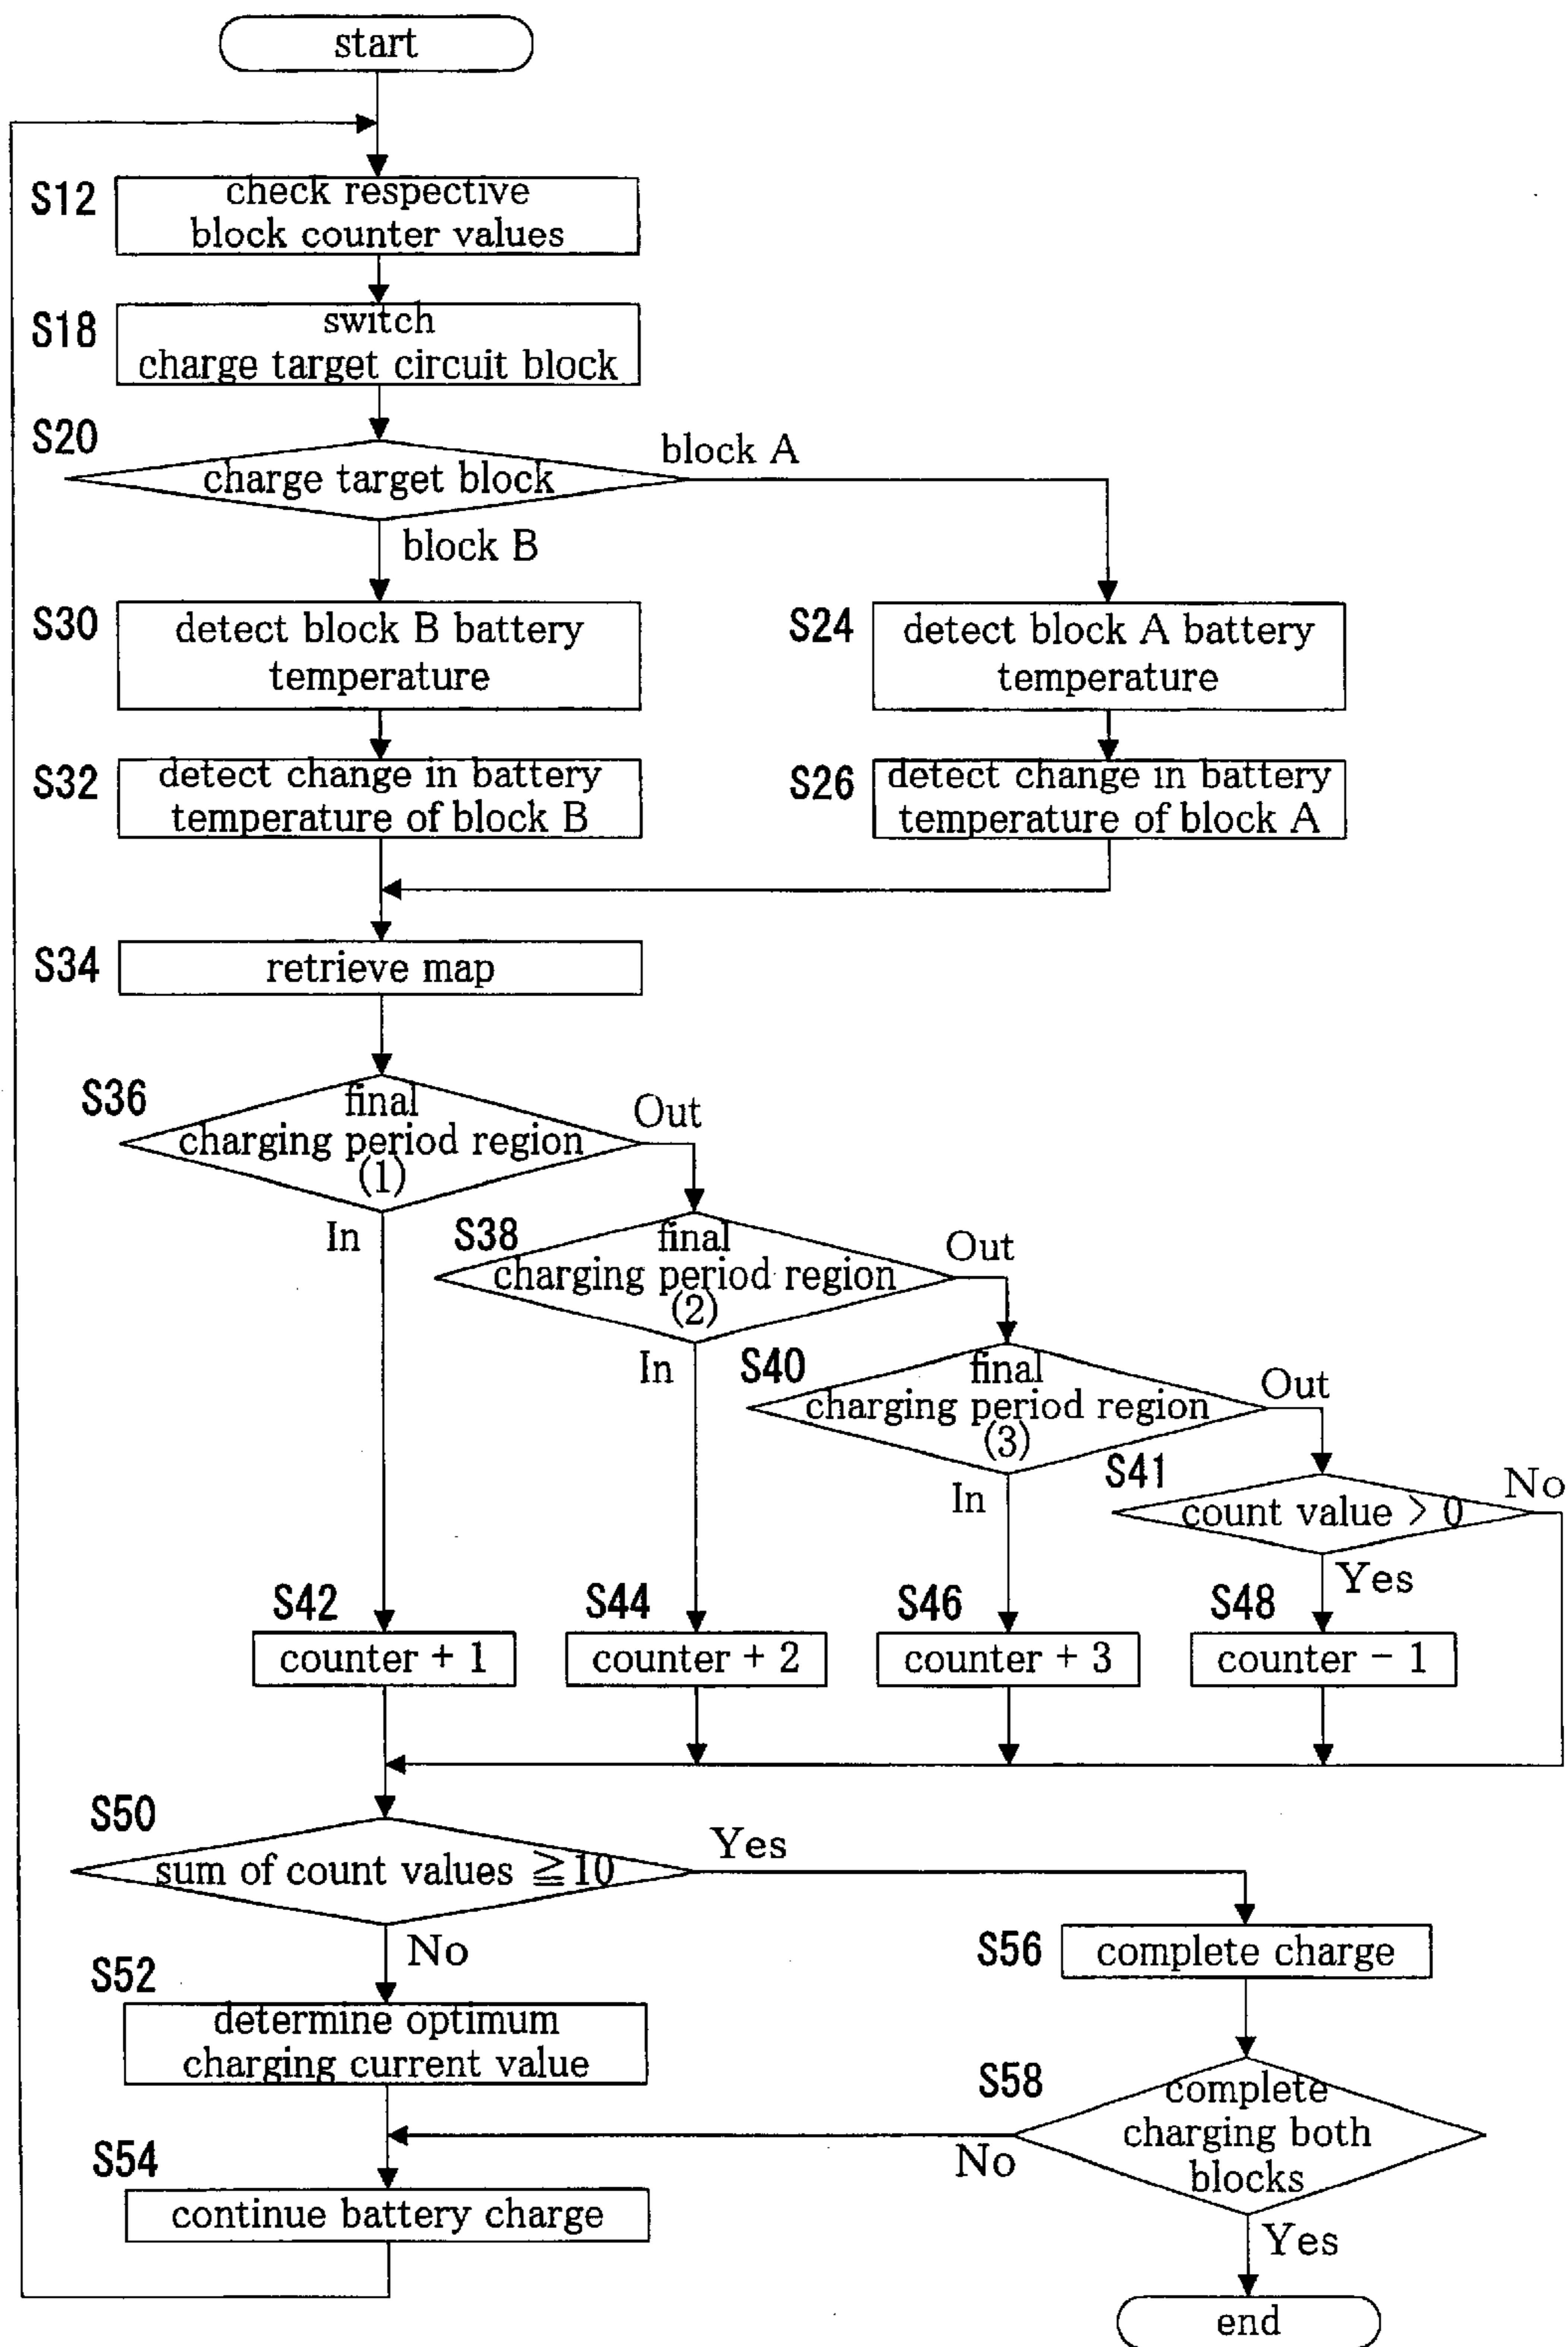 start
S12
check respective
block counter values
S18
switch
charge target circuit block
S20
charge target block
block A
block B
S30
detect block B battery
temperature
S24
detect block A battery
temperature
S32
detect change in battery
temperature of block B
S26
detect change in battery
temperature of block A
S34
retrieve map
S36
final
charging period region
(1)
Out
In
S38
final
charging period region
(2)
Out
In
S40
final
charging period region
(3)
Out
In
S41
count value > 0
No
Yes
S42
counter + 1
S44
counter + 2
S46
counter + 3
S48
counter - 1
S50
sum of count values ≧10
Yes
No
S52
determine optimum
charging current value
S56
complete charge
S58
complete
charging both
blocks
No
Yes
S54
continue battery charge
end